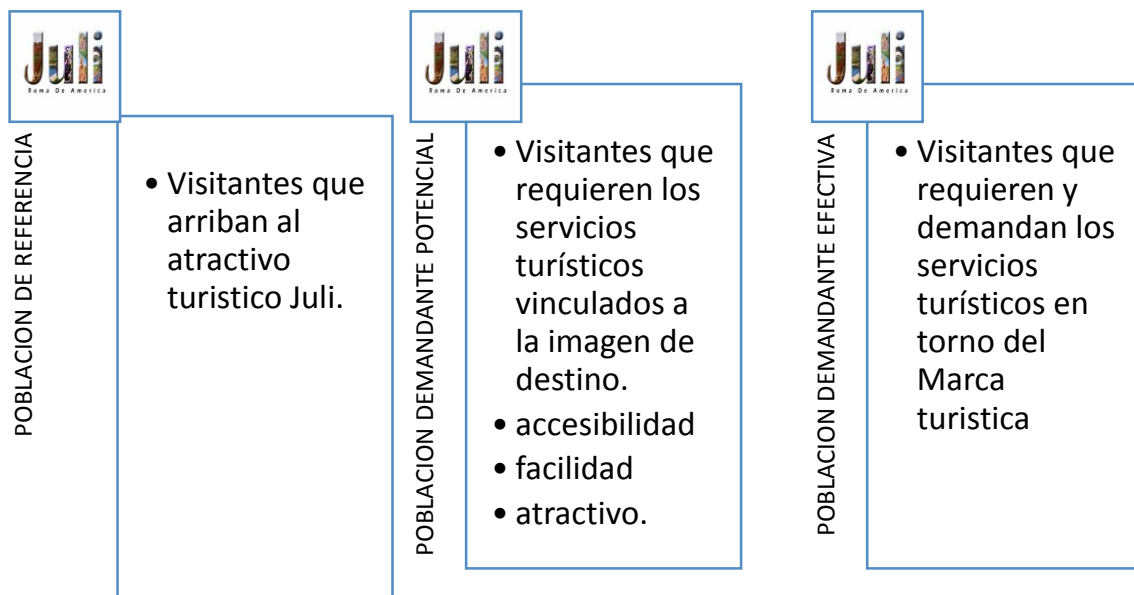 Juli
Roma De America
POBLACION DE REFERENCIA
• Visitantes que
arriban al
atractivo
turistico Juli.
Juli
Roma De America
POBLACION DEMANDANTE POTENCIAL
• Visitantes que
requieren los
servicios
turísticos
vinculados a
la imagen de
destino.
• accesibilidad
• facilidad
• atractivo.
Juli
Roma De America
POBLACION DEMANDANTE EFECTIVA
• Visitantes que
requieren y
demandan los
servicios
turísticos en
torno del
Marca
turistica